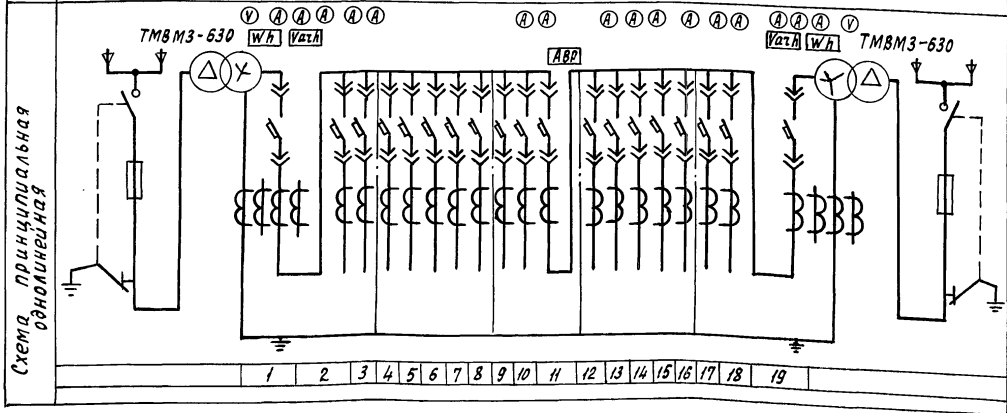 V A A A A A A A A A A A A A A A A A V
ТМВМЗ-630 Wh Varh АВР Varh Wh ТМВМЗ-630
Δ Y Y Δ
Схема принципиальная
однолинейная
1 2 3 4 5 6 7 8 9 10 11 12 13 14 15 16 17 18 19